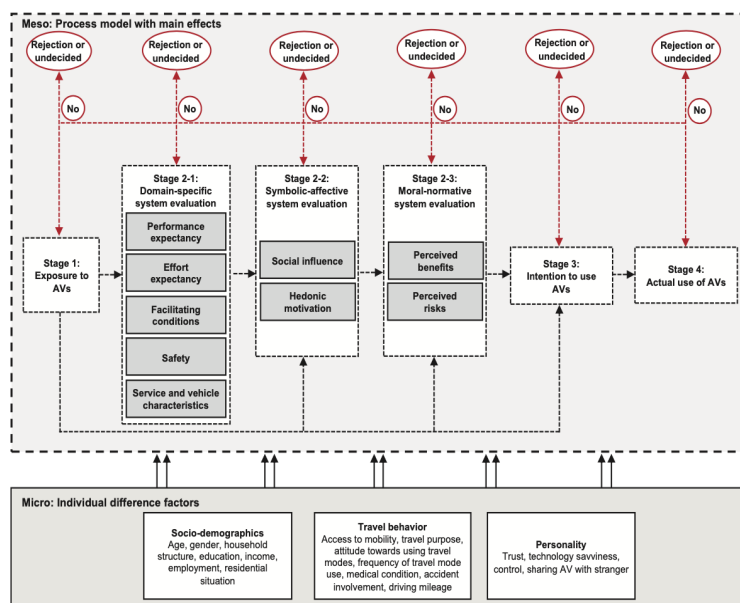 Meso: Process model with main effects
Rejection or
undecided
Rejection or
undecided
Rejection or
undecided
Rejection or
undecided
Rejection or
undecided
Rejection or
undecided
No
No
No
No
No
No
Stage 2-1:
Domain-specific
system evaluation
Performance
expectancy
Effort
expectancy
Facilitating
conditions
Safety
Service and vehicle
characteristics
Stage 2-2:
Symbolic-affective
system evaluation
Social influence
Hedonic
motivation
Stage 2-3:
Moral-normative
system evaluation
Perceived
benefits
Perceived
risks
Stage 1:
Exposure to
AVs
Stage 3:
Intention to use
AVs
Stage 4:
Actual use of AVs
Micro: Individual difference factors
Socio-demographics
Age, gender, household
structure, education, income,
employment, residential
situation
Travel behavior
Access to mobility, travel purpose,
attitude towards using travel
modes, frequency of travel mode
use, medical condition, accident
involvement, driving mileage
Personality
Trust, technology savviness,
control, sharing AV with stranger